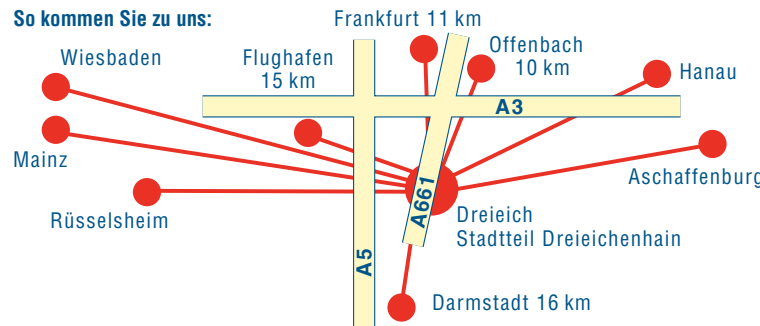 So kommen Sie zu uns:
Frankfurt 11 km
Wiesbaden
Flughafen
15 km
Offenbach
10 km
Hanau
A3
Mainz
Aschaffenburg
Rüsselsheim
A661
Dreieich
Stadtteil Dreieichenhain
A5
Darmstadt 16 km